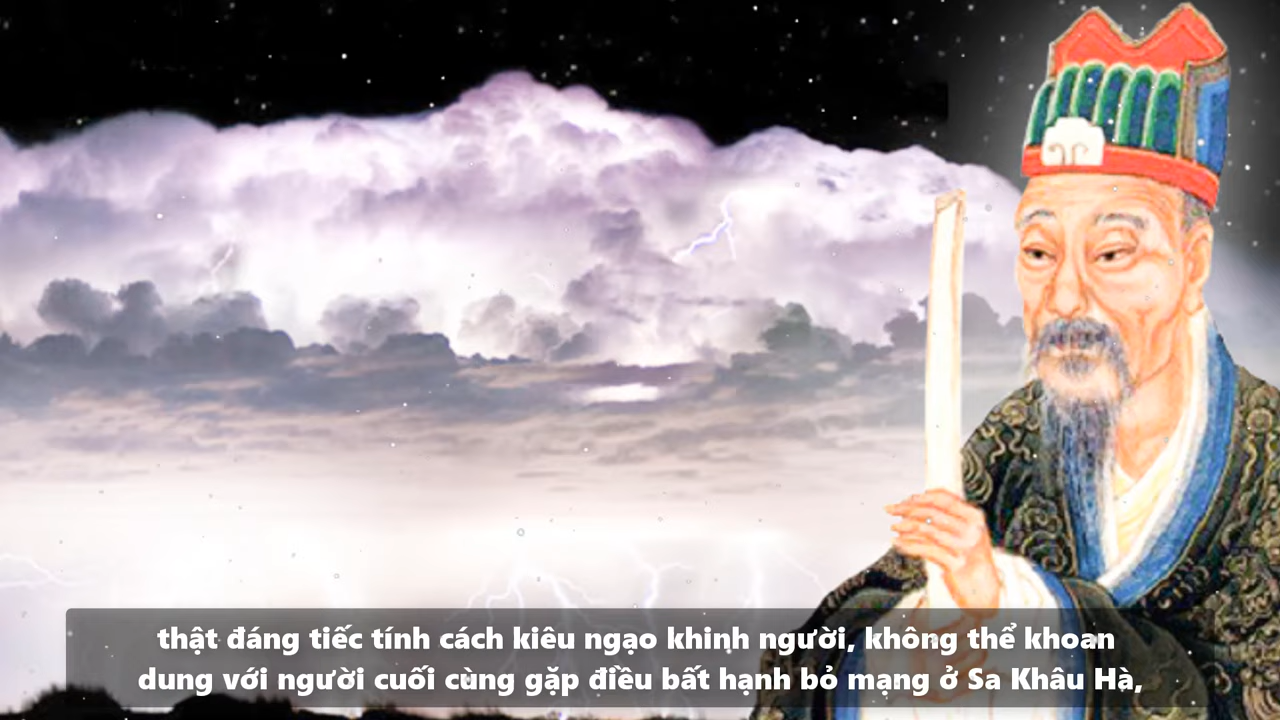 thật đáng tiếc tính cách kiêu ngạo khinh người, không thể khoan
dung với người cuối cùng gặp điều bất hạnh bỏ mạng ở Sa Khâu Hà,